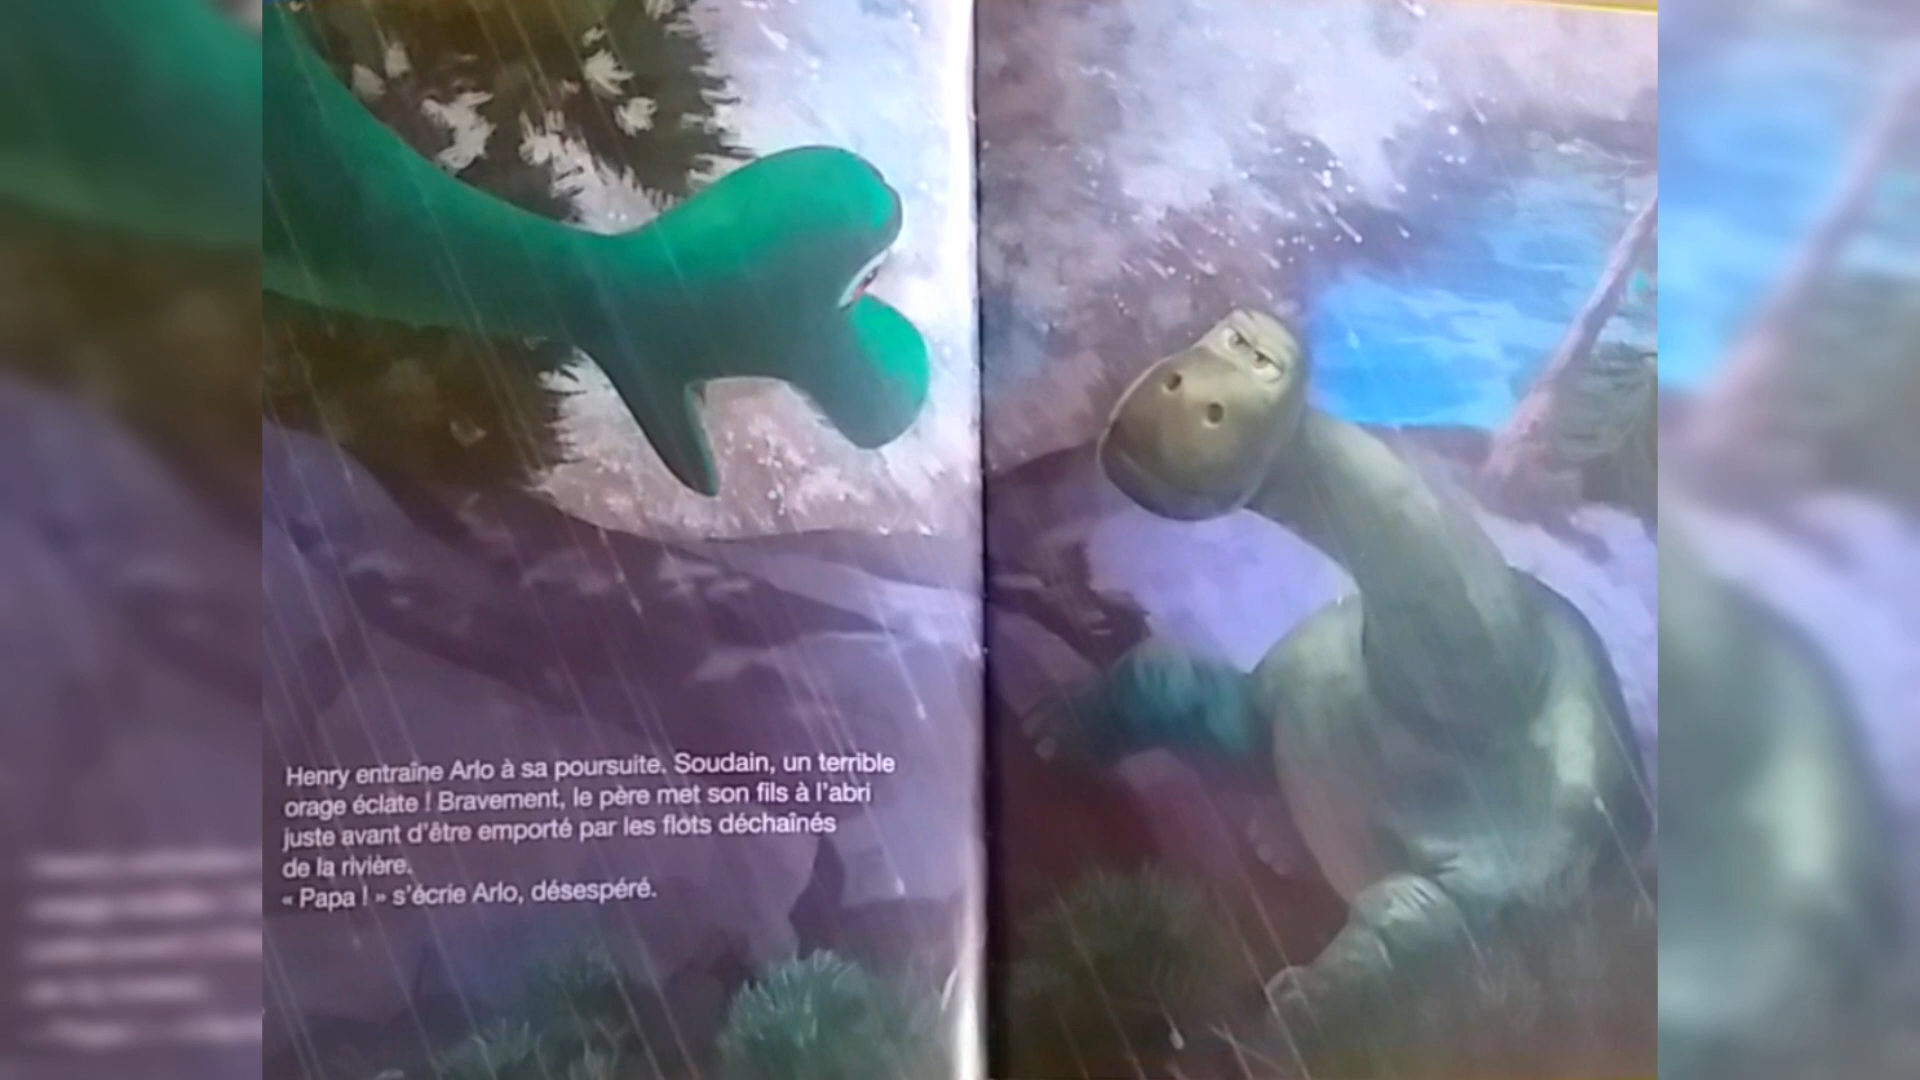 Henry entraîne Arlo à sa poursuite. Soudain, un terrible
orage éclate ! Bravement, le père met son fils à l'abri
juste avant d'être emporté par les flots déchaînés
de la rivière.
« Papa ! » s'écrie Arlo, désespéré.